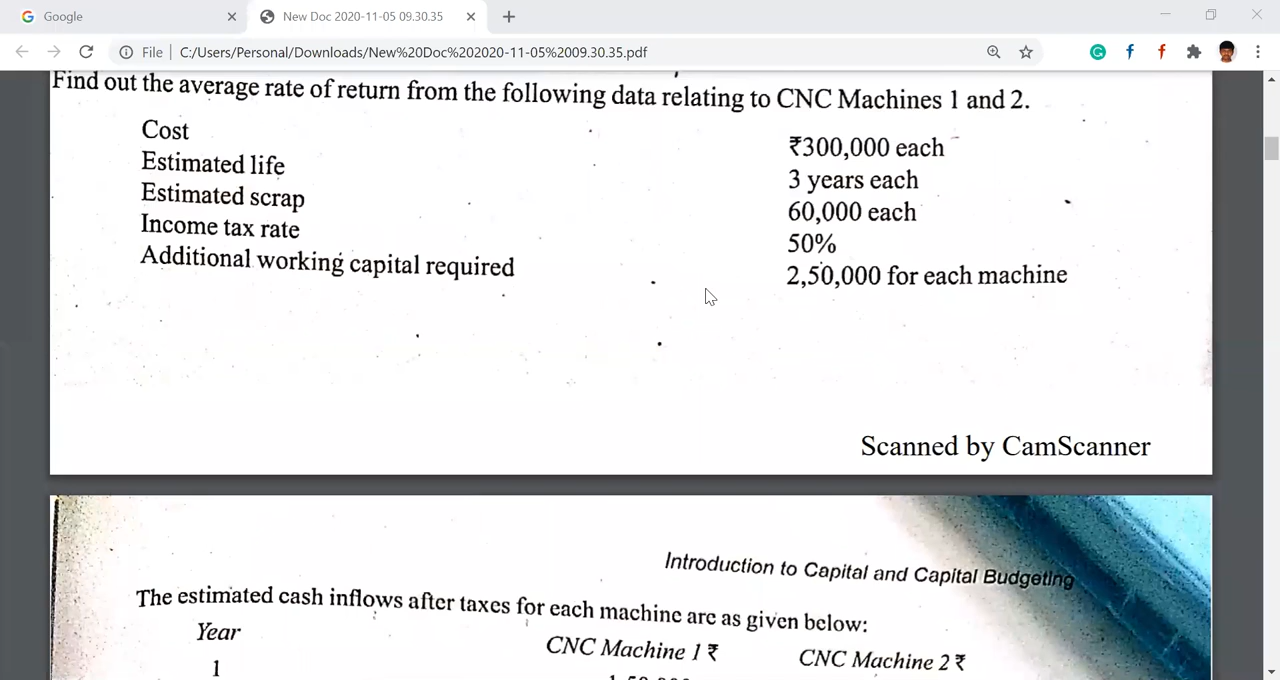 Google
New Doc 2020-11-05 09.30.35
File
C:/Users/Personal/Downloads/New%20Doc%202020-11-05%2009.30.35.pdf
Find out the average rate of return from the following data relating to CNC Machines 1 and 2.
Cost ₹300,000 each
Estimated life 3 years each
Estimated scrap 60,000 each
Income tax rate 50%
Additional working capital required 2,50,000 for each machine
Scanned by CamScanner
Introduction to Capital and Capital Budgeting
The estimated cash inflows after taxes for each machine are as given below:
Year CNC Machine 1 ₹ CNC Machine 2 ₹
1